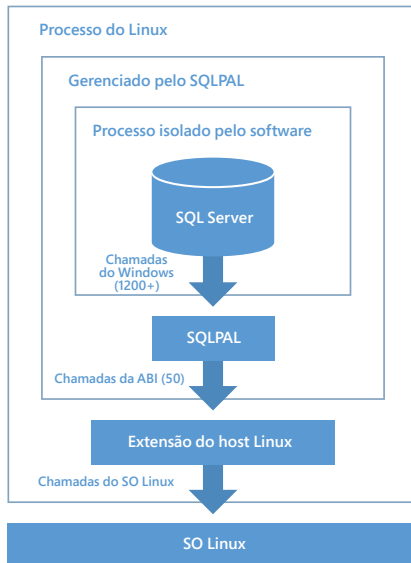 Processo do Linux
Gerenciado pelo SQLPAL
Processo isolado pelo software
SQL Server
Chamadas
do Windows
(1200+)
SQLPAL
Chamadas da ABI (50)
Extensão do host Linux
Chamadas do SO Linux
SO Linux